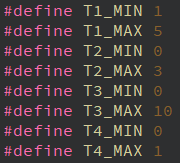 #define T1_MIN 1
#define T1_MAX 5
#define T2_MIN 0
#define T2_MAX 3
#define T3_MIN 0
#define T3_MAX 10
#define T4_MIN 0
#define T4_MAX 1